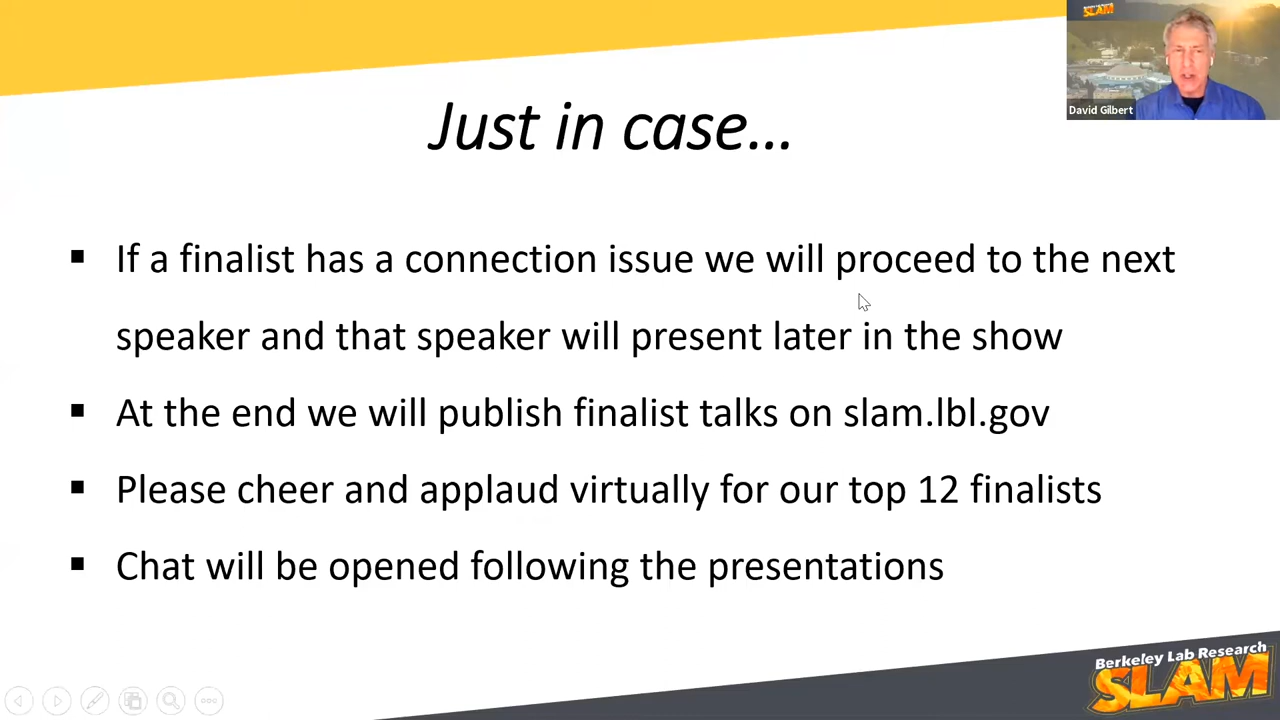 SLAM
David Gilbert
Just in case...
▪ If a finalist has a connection issue we will proceed to the next
speaker and that speaker will present later in the show
▪ At the end we will publish finalist talks on slam.lbl.gov
▪ Please cheer and applaud virtually for our top 12 finalists
▪ Chat will be opened following the presentations
Berkeley Lab Research
SLAM